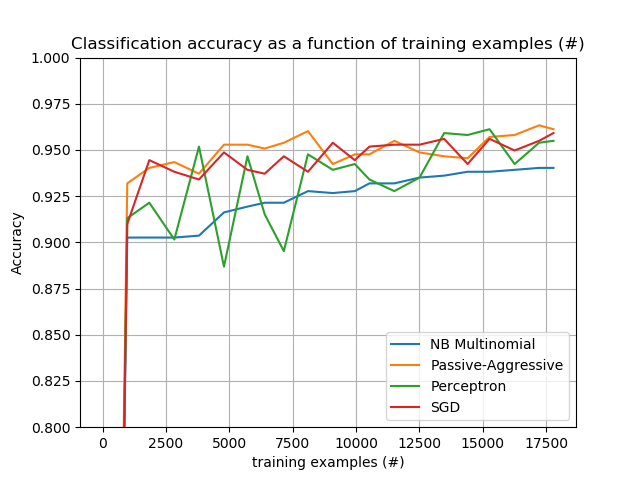 Classification accuracy as a function of training examples (#)
1.000
0.975
0.950
0.925
0.900
0.875
0.850
0.825
0.800
Accuracy
NB Multinomial
Passive-Aggressive
Perceptron
SGD
0 2500 5000 7500 10000 12500 15000 17500
training examples (#)